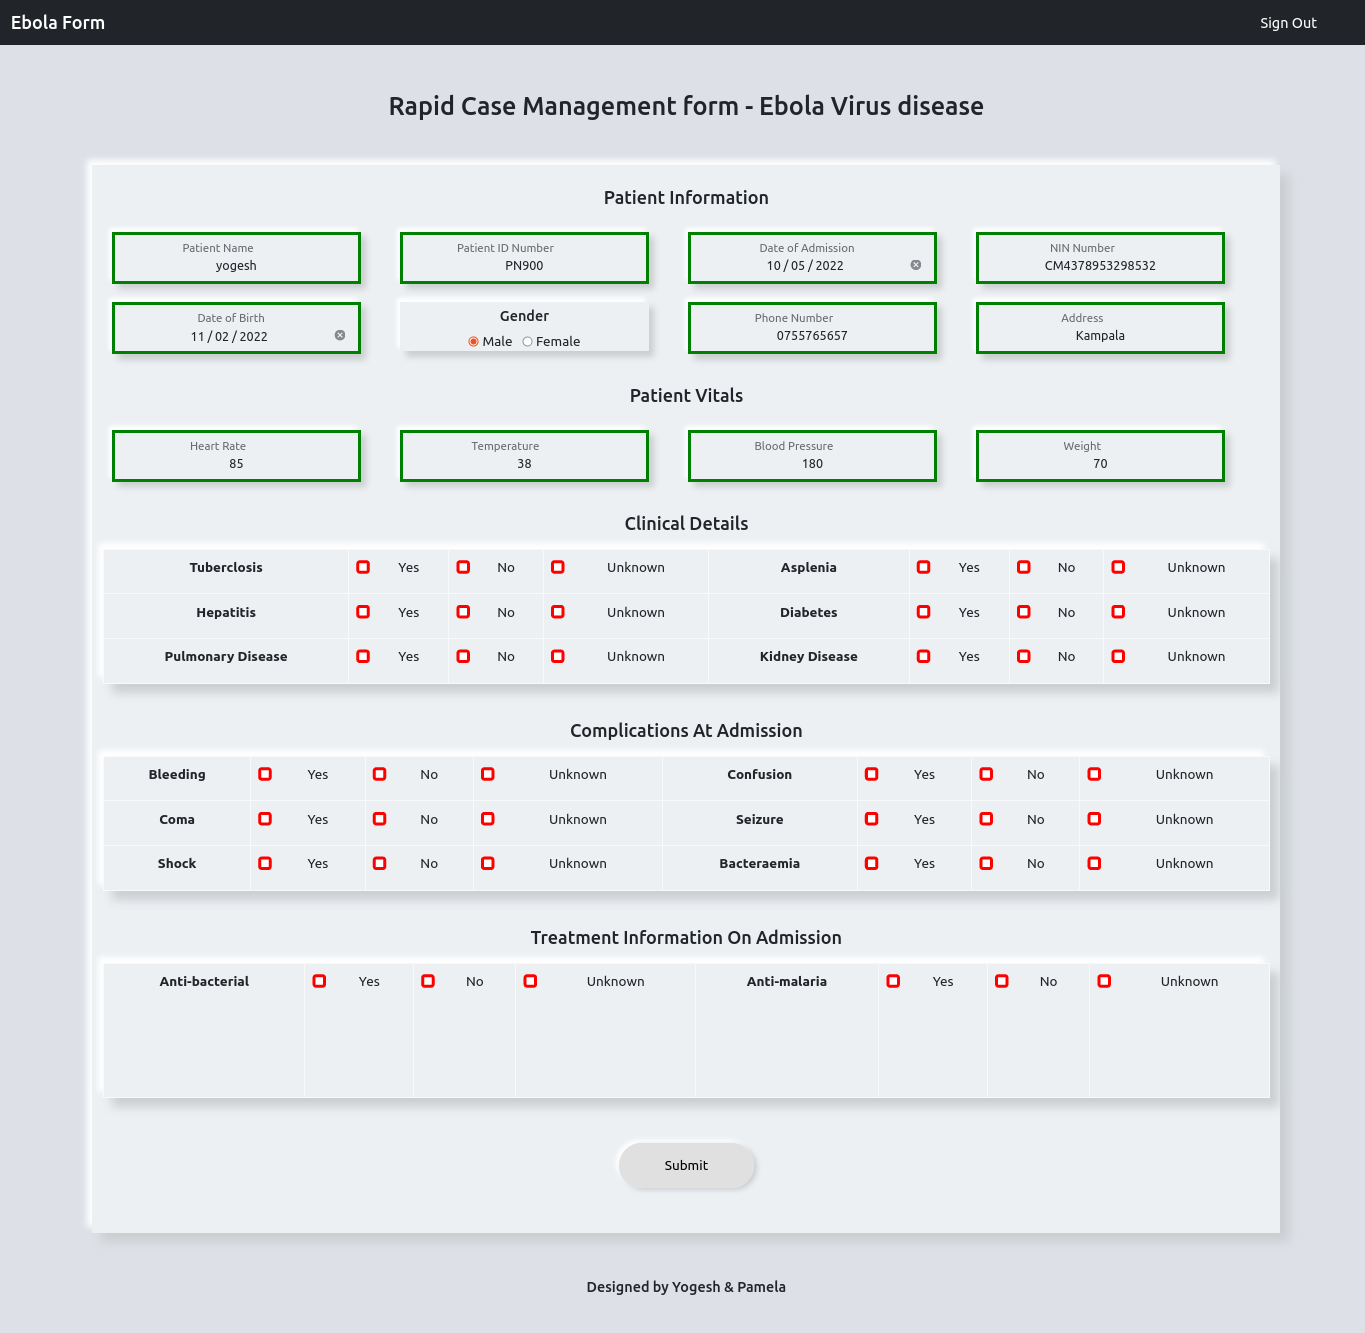 Ebola Form
Sign Out
Rapid Case Management form - Ebola Virus disease
Patient Information
Patient Name
yogesh
Patient ID Number
PN900
Date of Admission
10 / 05 / 2022
NIN Number
CM4378953298532
Date of Birth
11 / 02 / 2022
Gender
Male Female
Phone Number
0755765657
Address
Kampala
Patient Vitals
Heart Rate
85
Temperature
38
Blood Pressure
180
Weight
70
Clinical Details
Tuberclosis Yes No Unknown Asplenia Yes No Unknown
Hepatitis Yes No Unknown Diabetes Yes No Unknown
Pulmonary Disease Yes No Unknown Kidney Disease Yes No Unknown
Complications At Admission
Bleeding Yes No Unknown Confusion Yes No Unknown
Coma Yes No Unknown Seizure Yes No Unknown
Shock Yes No Unknown Bacteraemia Yes No Unknown
Treatment Information On Admission
Anti-bacterial Yes No Unknown Anti-malaria Yes No Unknown
Submit
Designed by Yogesh & Pamela